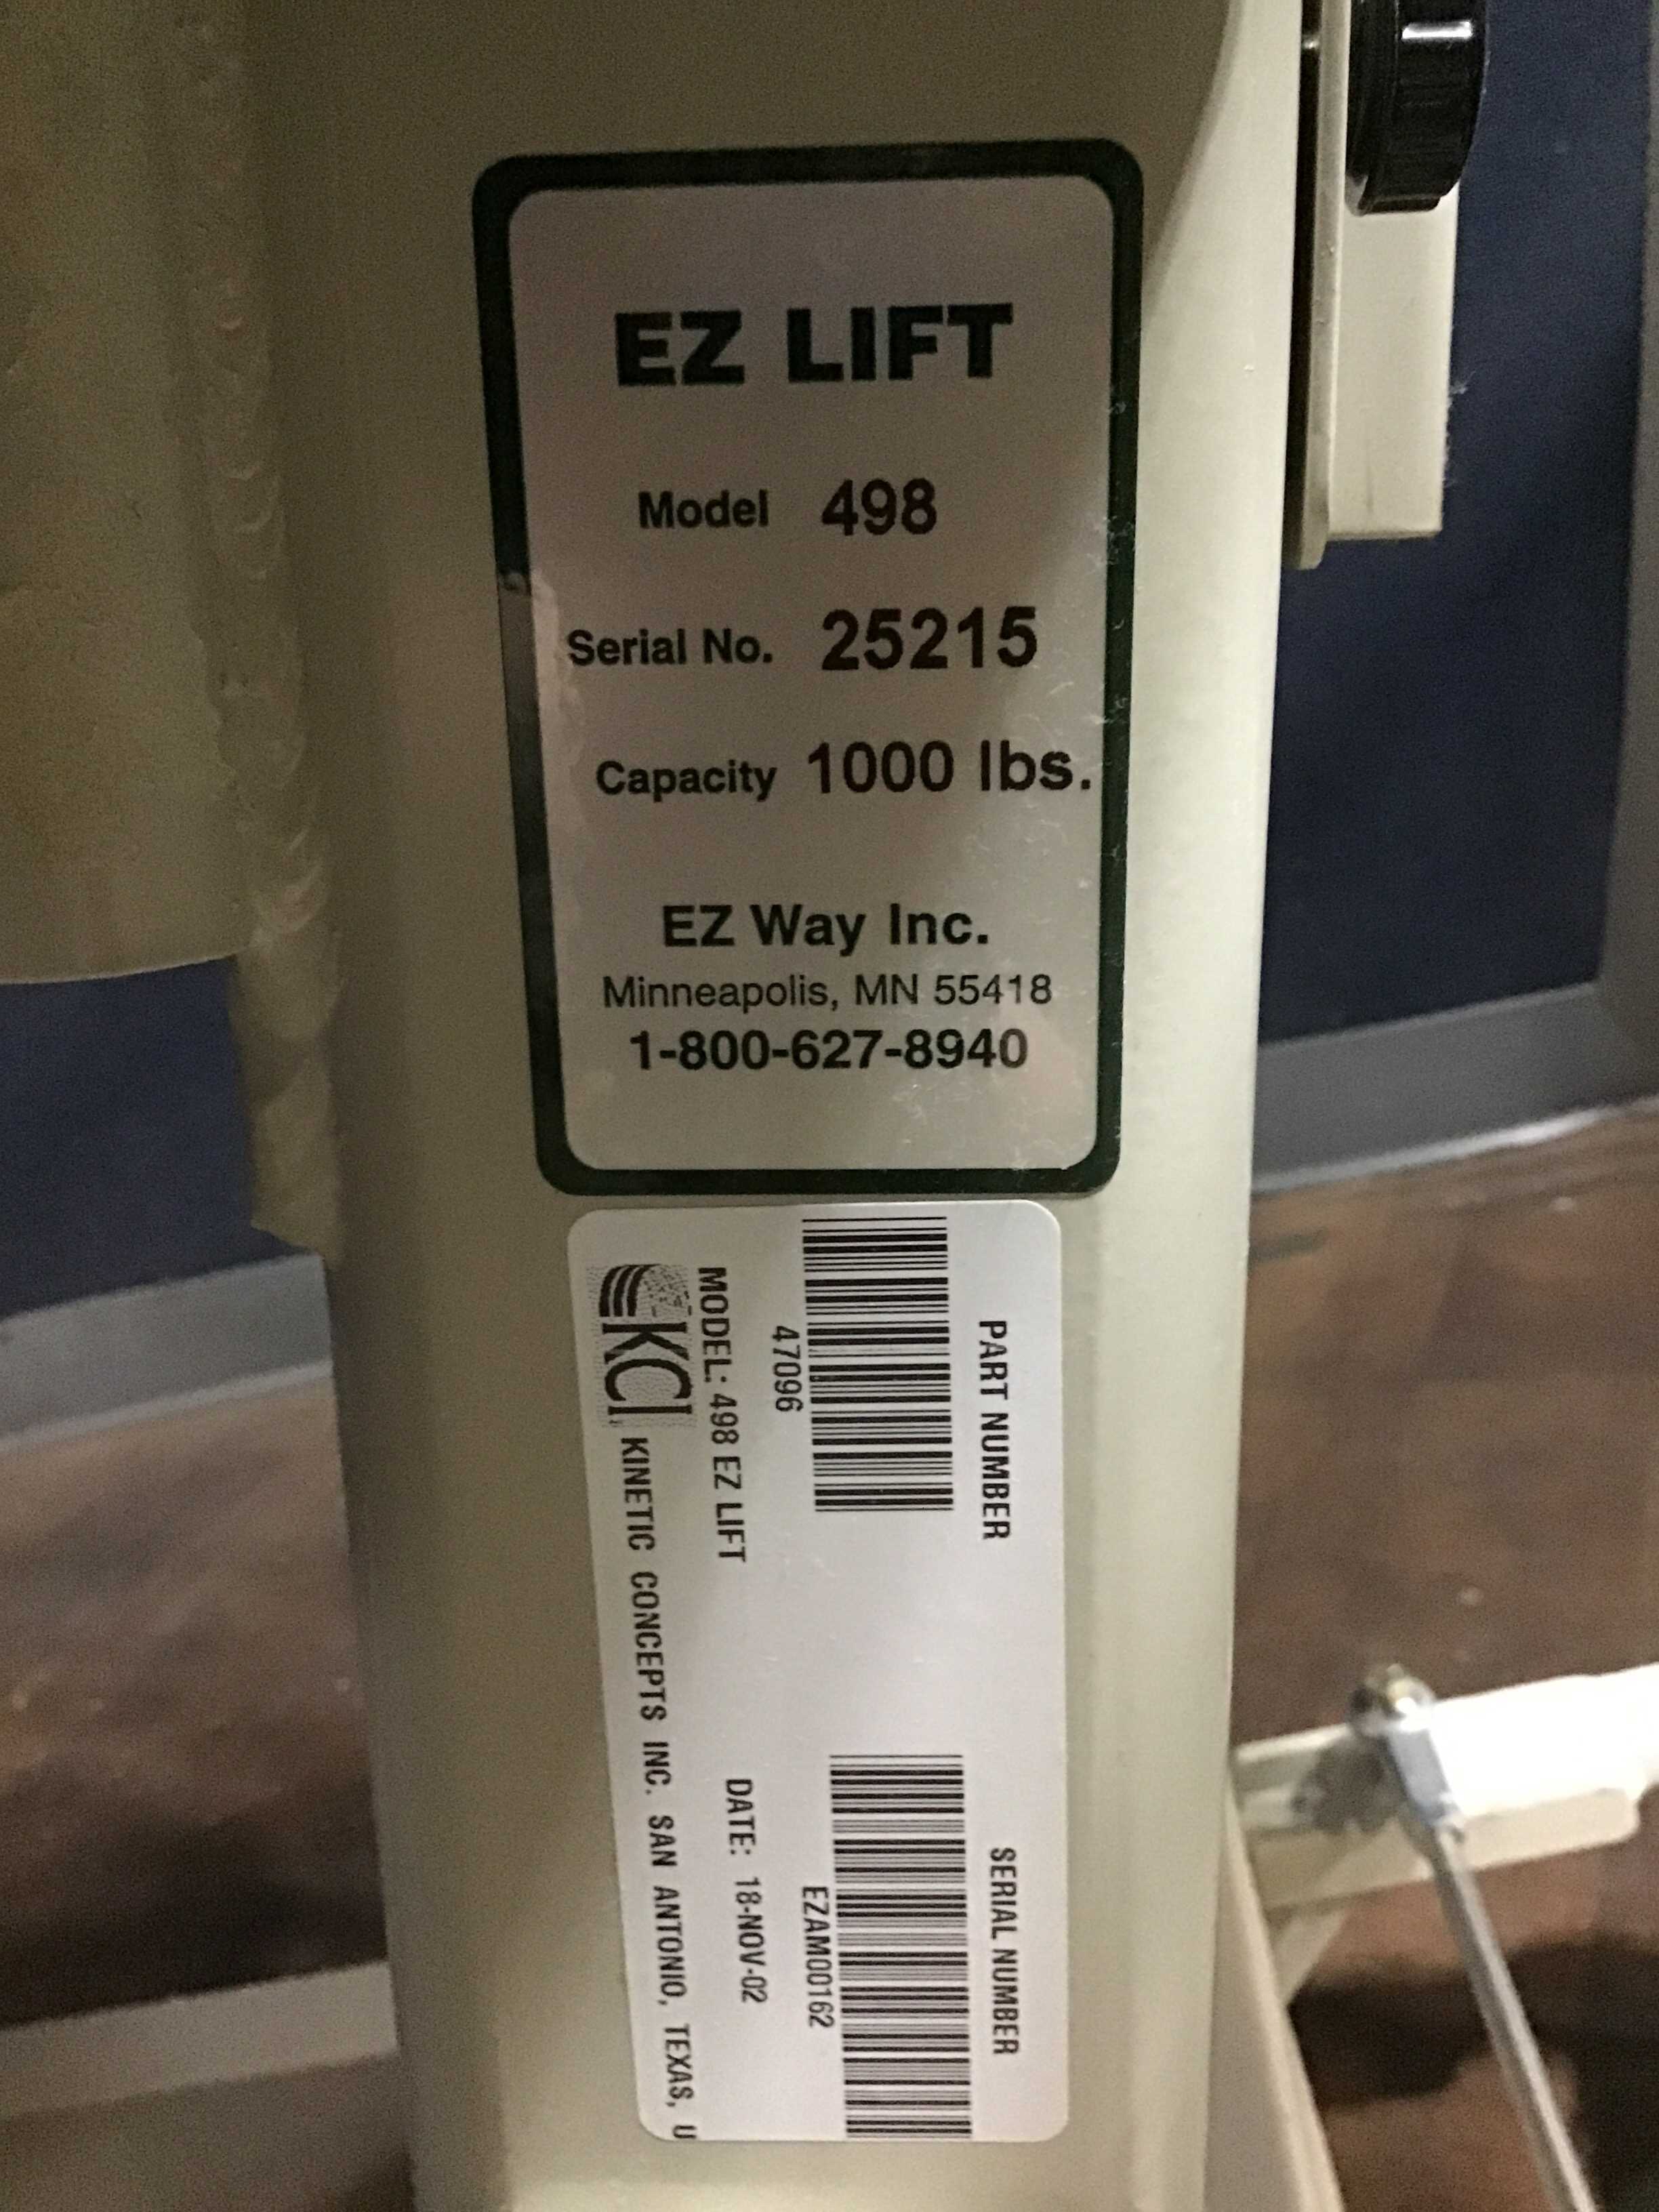 EZ LIFT
Model 498
Serial No. 25215
Capacity 1000 lbs.
EZ Way Inc.
Minneapolis, MN 55418
1-800-627-8940
PART NUMBER
SERIAL NUMBER
47096
EZAM00162
MODEL: 498 EZ LIFT
DATE: 18-NOV-02
KCI KINETIC CONCEPTS INC. SAN ANTONIO, TEXAS, U